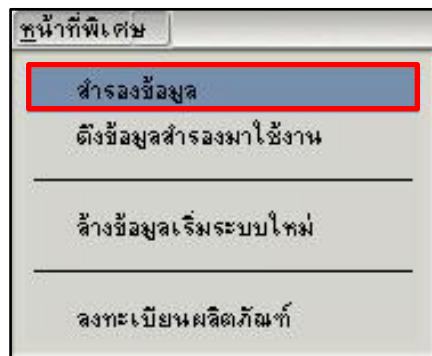 หน้าที่พิเศษ
สำรองข้อมูล
ดึงข้อมูลสำรองมาใช้งาน
ล้างข้อมูลเริ่มระบบใหม่
ลงทะเบียนผลิตภัณฑ์